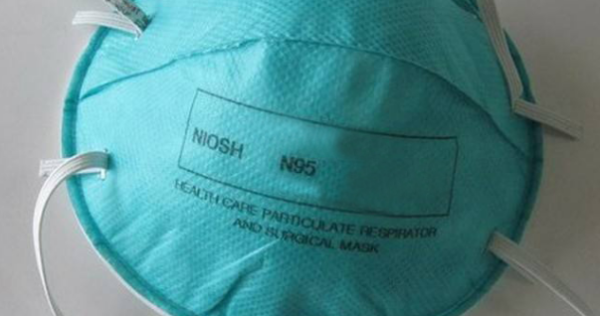 NIOSH N95
HEALTH CARE PARTICULATE RESPIRATOR
AND SURGICAL MASK